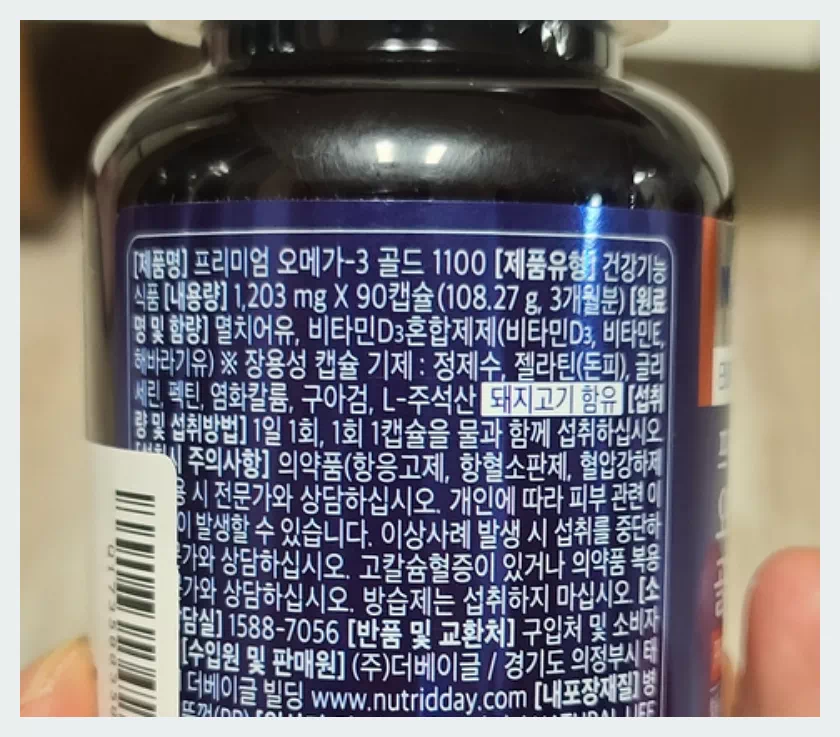 [제품명] 프리미엄 오메가-3 골드 1100 [제품유형] 건강기능
식품 [내용량] 1,203 mg X 90캡슐(108.27 g, 3개월분) [원료
명 및 함량] 멸치어유, 비타민D₃혼합제제(비타민D₃, 비타민E,
해바라기유) ※ 장용성 캡슐 기제 : 정제수, 젤라틴(돈피), 글리
세린, 펙틴, 염화칼륨, 구아검, L-주석산 돼지고기 함유 [섭취
량 및 섭취방법] 1일 1회, 1회 1캡슐을 물과 함께 섭취하십시오
주의사항] 의약품(항응고제, 항혈소판제, 혈압강하제
시 전문가와 상담하십시오. 개인에 따라 피부 관련 이
이 발생할 수 있습니다. 이상사례 발생 시 섭취를 중단하
가와 상담하십시오. 고칼슘혈증이 있거나 의약품 복용
가와 상담하십시오. 방습제는 섭취하지 마십시오 [소
담실] 1588-7056 [반품 및 교환처] 구입처 및 소비자
[수입원 및 판매원] (주)더베이글 / 경기도 의정부시 태
더베이글 빌딩 www.nutridday.com [내포장재질] 병